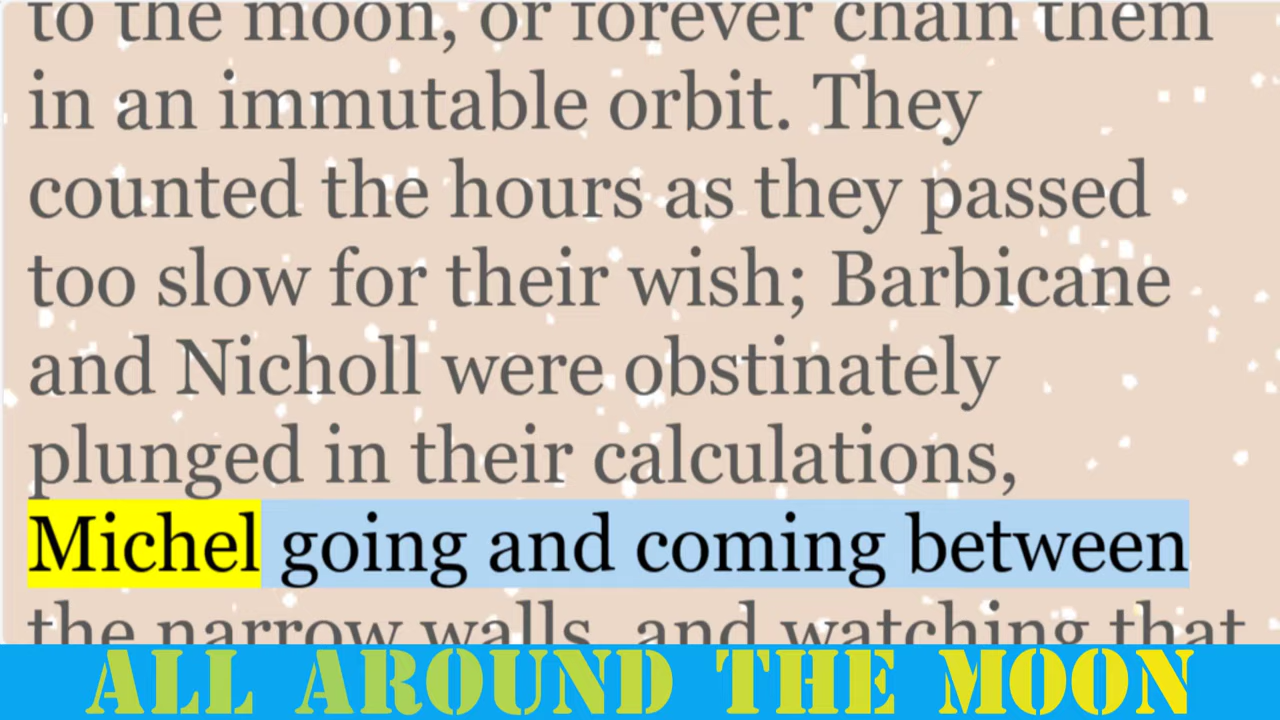 to the moon, or forever chain them
in an immutable orbit. They
counted the hours as they passed
too slow for their wish; Barbicane
and Nicholl were obstinately
plunged in their calculations,
Michel going and coming between
the narrow walls, and watching that
ALL AROUND THE MOON